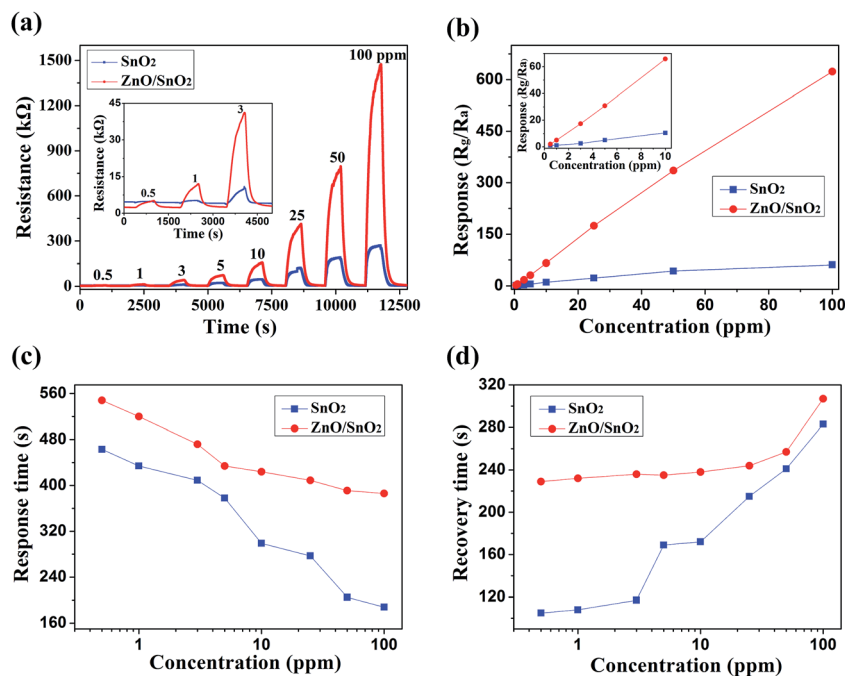 (a)
SnO2
ZnO/SnO2
100 ppm
1500
1200
900
600
300
0
Resistance (kΩ)
45
30
15
0
Resistance (kΩ)
0.5
1
3
0 1500 3000 4500
Time (s)
0.5
1
3
5
10
25
50
0 2500 5000 7500 10000 12500
Time (s)
(b)
600
450
300
150
0
Response (Rg/Ra)
60
40
20
0
Response (Rg/Ra)
0 2 4 6 8 10
Concentration (ppm)
SnO2
ZnO/SnO2
0 20 40 60 80 100
Concentration (ppm)
(c)
560
460
360
260
160
Response time (s)
SnO2
ZnO/SnO2
1 10 100
Concentration (ppm)
(d)
320
280
240
200
160
120
80
Recovery time (s)
SnO2
ZnO/SnO2
1 10 100
Concentration (ppm)